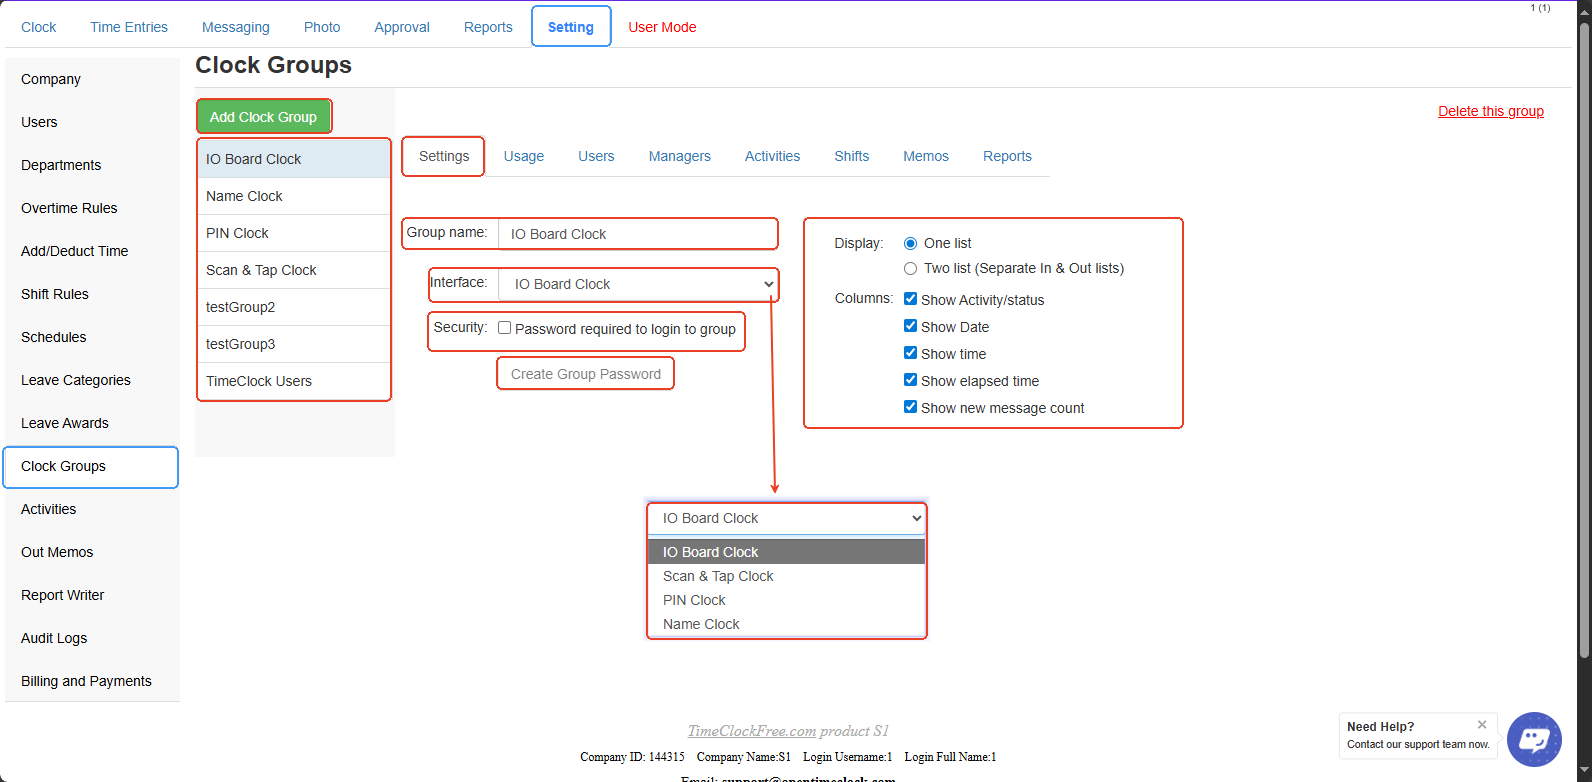 1 (1)
Clock Time Entries Messaging Photo Approval Reports Setting User Mode
Company
Users
Departments
Overtime Rules
Add/Deduct Time
Shift Rules
Schedules
Leave Categories
Leave Awards
Clock Groups
Activities
Out Memos
Report Writer
Audit Logs
Billing and Payments
Clock Groups
Add Clock Group
IO Board Clock
Name Clock
PIN Clock
Scan & Tap Clock
testGroup2
testGroup3
TimeClock Users
Delete this group
Settings Usage Users Managers Activities Shifts Memos Reports
Group name: IO Board Clock
Interface: IO Board Clock
Security: Password required to login to group
Create Group Password
Display: One list
Two list (Separate In & Out lists)
Columns: Show Activity/status
Show Date
Show time
Show elapsed time
Show new message count
IO Board Clock
IO Board Clock
Scan & Tap Clock
PIN Clock
Name Clock
TimeClockFree.com product S1
Company ID: 144315 Company Name:S1 Login Username:1 Login Full Name:1
Email: support@opentimeclock.com
Need Help?
Contact our support team now.